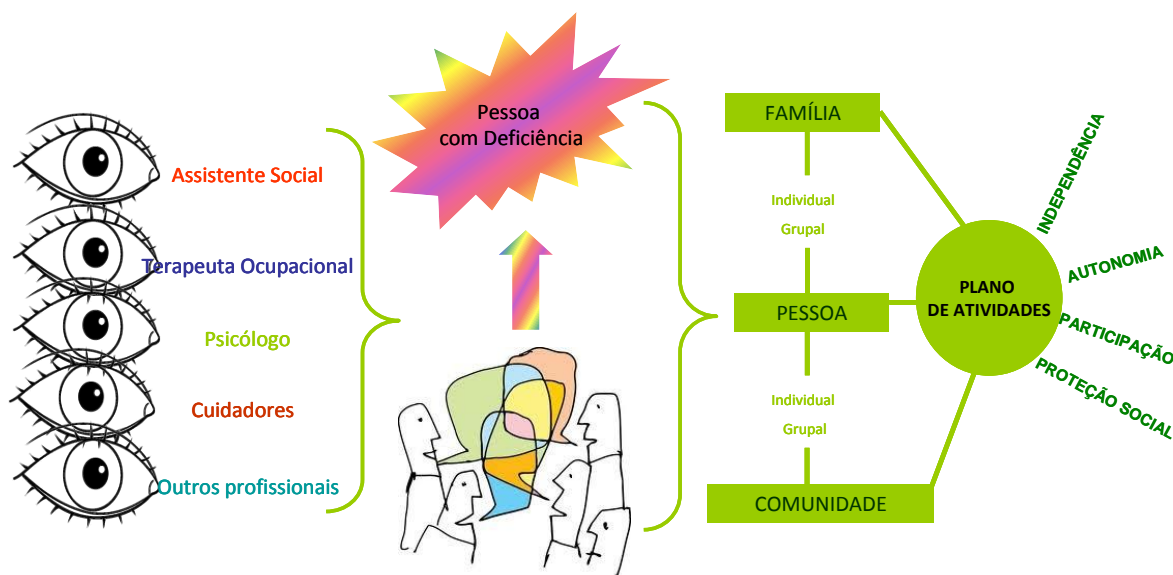 Assistente Social
Terapeuta Ocupacional
Psicólogo
Cuidadores
Outros profissionais
Pessoa
com Deficiência
FAMÍLIA
Individual
Grupal
PESSOA
Individual
Grupal
COMUNIDADE
PLANO
DE ATIVIDADES
INDEPENDÊNCIA
AUTONOMIA
PARTICIPAÇÃO
PROTEÇÃO SOCIAL